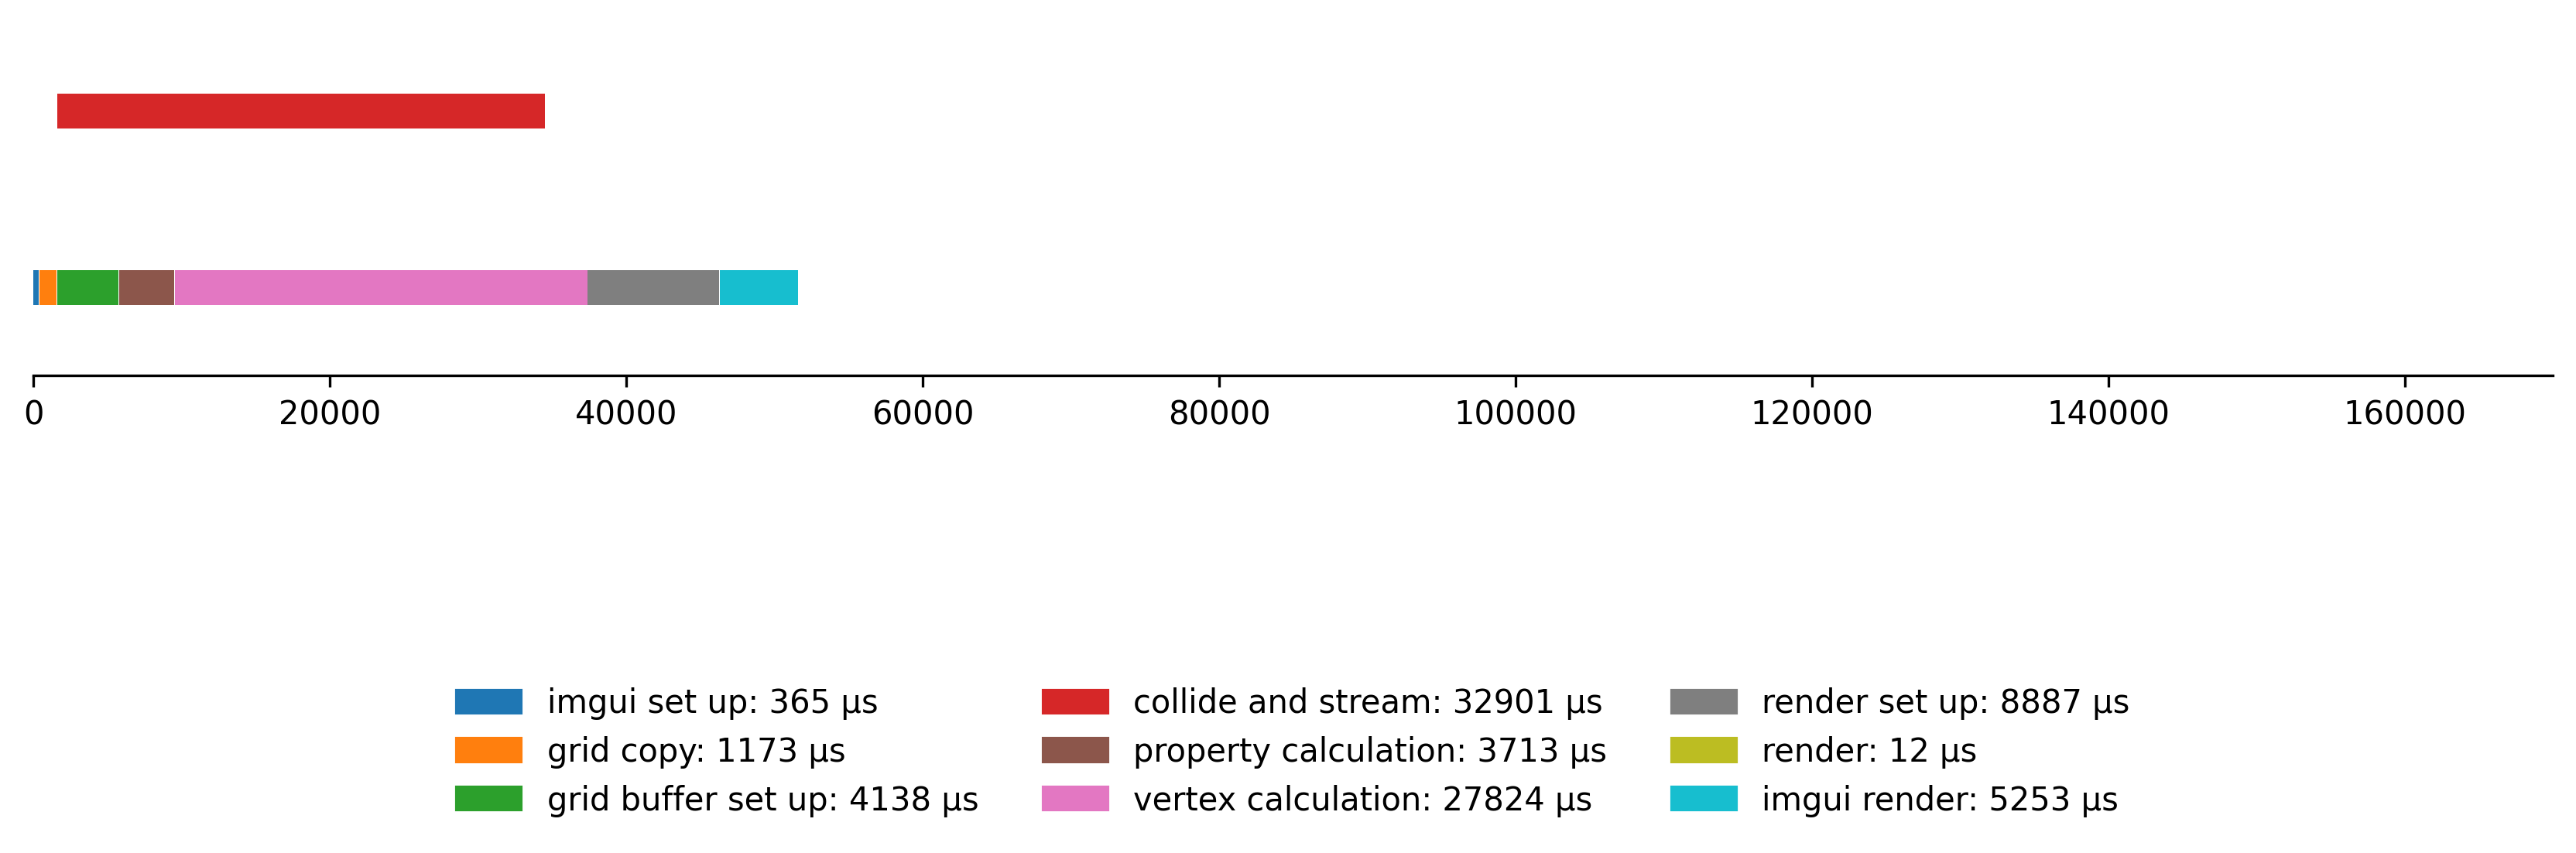 0 20000 40000 60000 80000 100000 120000 140000 160000
imgui set up: 365 µs
grid copy: 1173 µs
grid buffer set up: 4138 µs
collide and stream: 32901 µs
property calculation: 3713 µs
vertex calculation: 27824 µs
render set up: 8887 µs
render: 12 µs
imgui render: 5253 µs